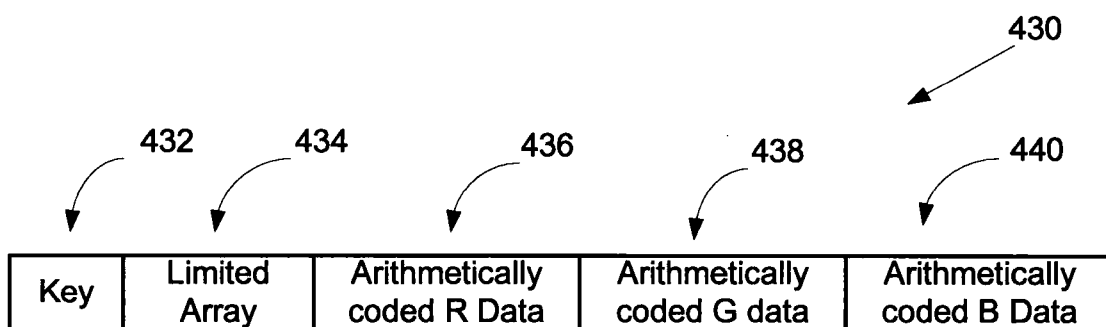 430
432
434
436
438
440
Key
Limited
Array
Arithmetically
coded R Data
Arithmetically
coded G data
Arithmetically
coded B Data